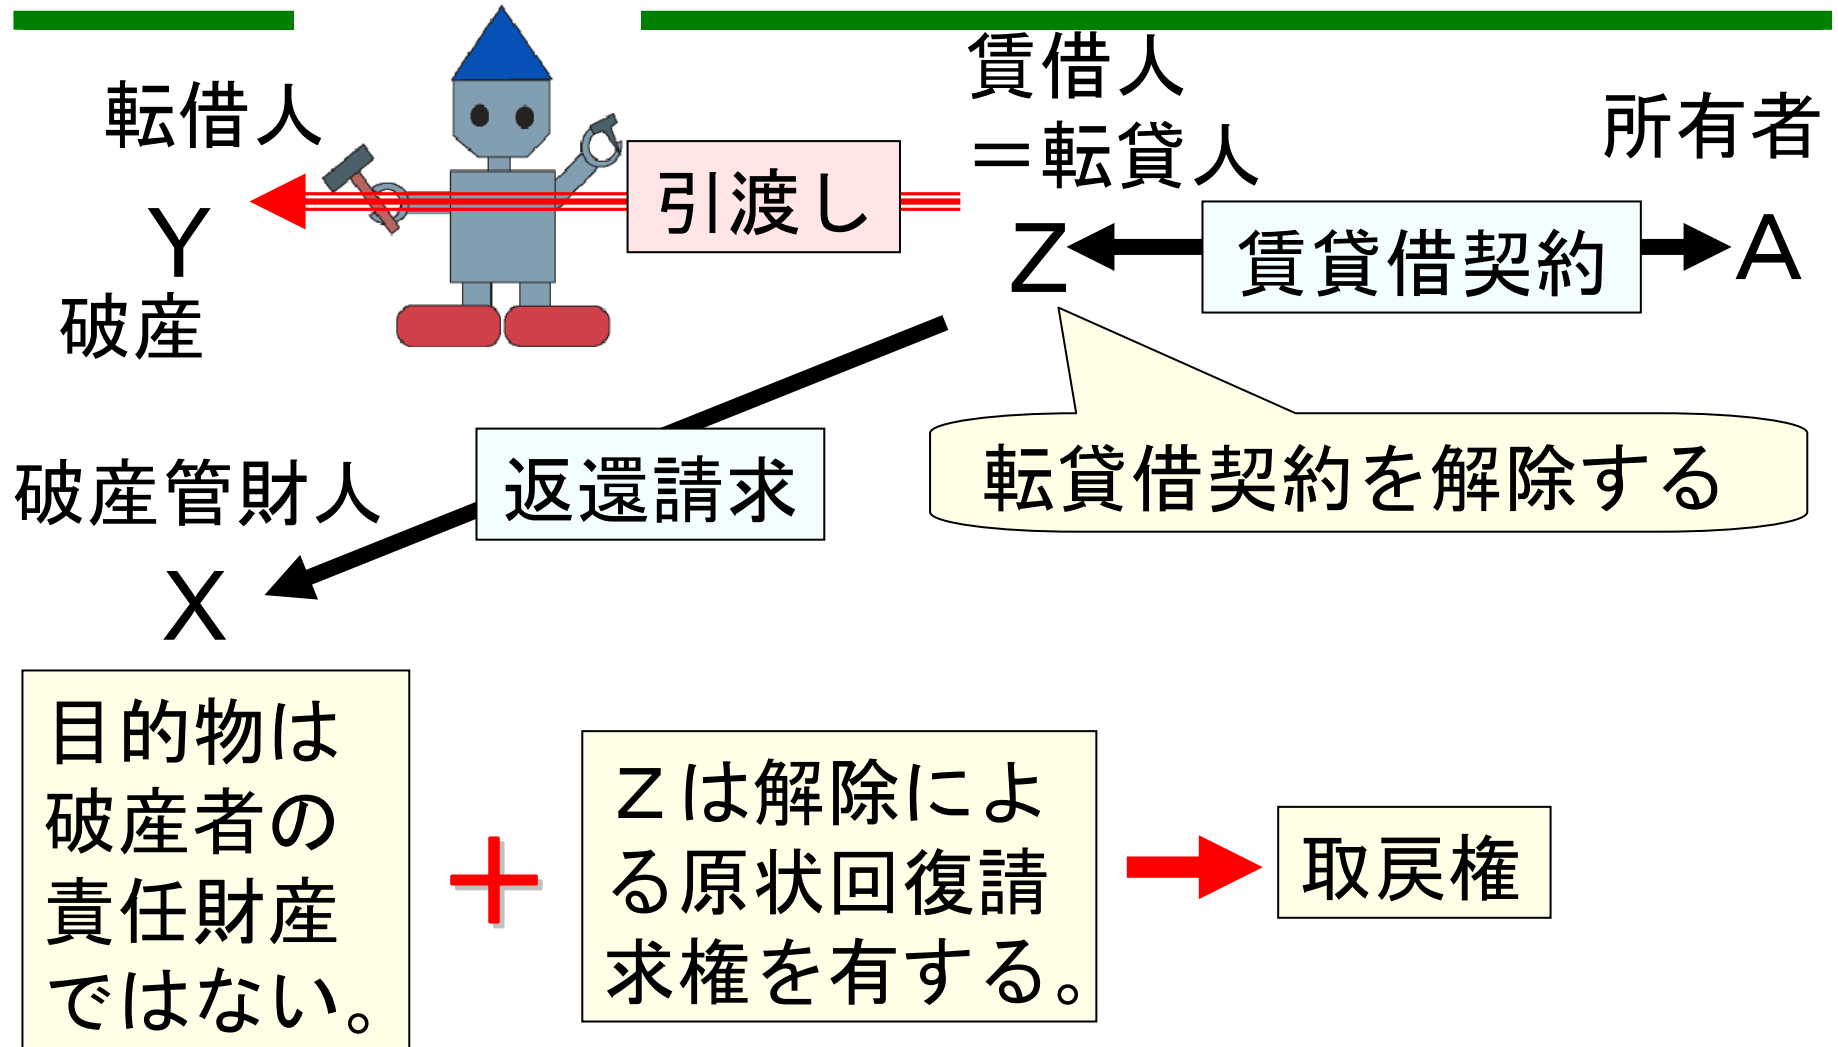 転借人
Y
破産
引渡し
賃借人
＝転貸人
Z
賃貸借契約
所有者
A
転貸借契約を解除する
返還請求
破産管財人
X
目的物は
破産者の
責任財産
ではない。
＋
Ｚは解除によ
る原状回復請
求権を有する。
取戻権